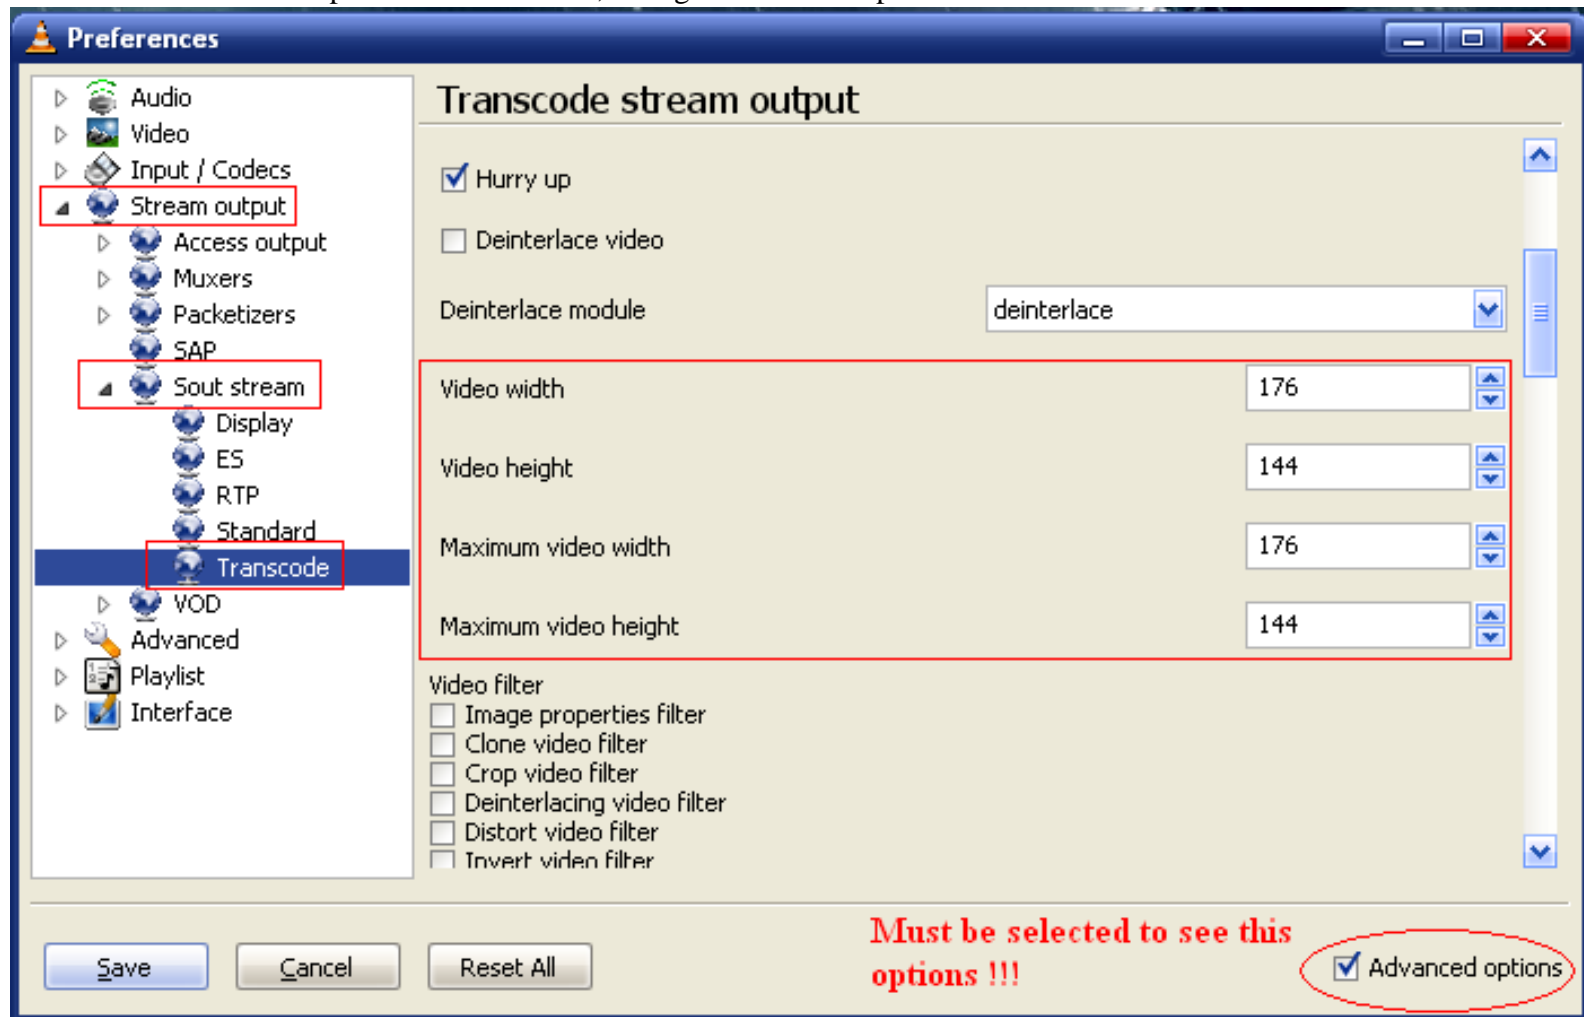 Preferences
Audio
Video
Input / Codecs
Stream output
Access output
Muxers
Packetizers
SAP
Sout stream
Display
ES
RTP
Standard
Transcode
VOD
Advanced
Playlist
Interface
Transcode stream output
Hurry up
Deinterlace video
Deinterlace module deinterlace
Video width 176
Video height 144
Maximum video width 176
Maximum video height 144
Video filter
Image properties filter
Clone video filter
Crop video filter
Deinterlacing video filter
Distort video filter
Invert video filter
Must be selected to see this
options !!!
Save Cancel Reset All Advanced options